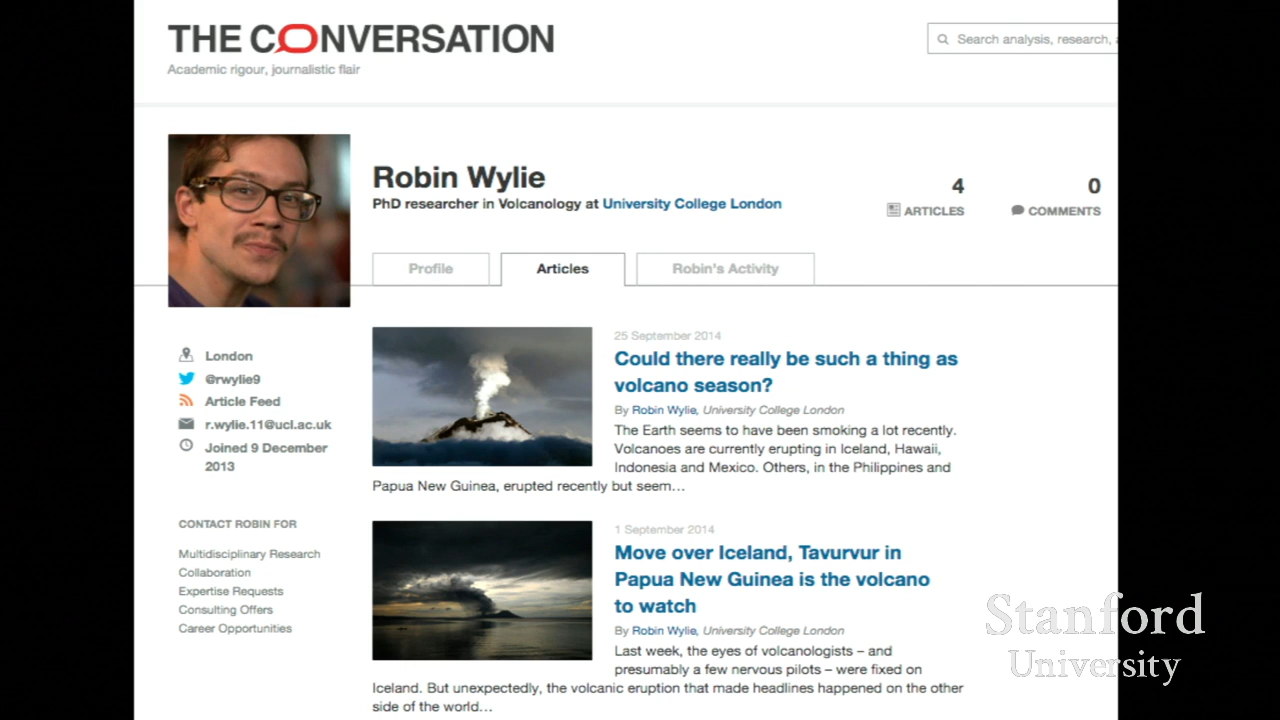 THE CONVERSATION
Academic rigour, journalistic flair
Search analysis, research,
Robin Wylie
PhD researcher in Volcanology at University College London
4
ARTICLES
0
COMMENTS
Profile
Articles
Robin's Activity
London
@rwylie9
Article Feed
r.wylie.11@ucl.ac.uk
Joined 9 December
2013
CONTACT ROBIN FOR
Multidisciplinary Research
Collaboration
Expertise Requests
Consulting Offers
Career Opportunities
25 September 2014
Could there really be such a thing as
volcano season?
By Robin Wylie, University College London
The Earth seems to have been smoking a lot recently.
Volcanoes are currently erupting in Iceland, Hawaii,
Indonesia and Mexico. Others, in the Philippines and
Papua New Guinea, erupted recently but seem…
1 September 2014
Move over Iceland, Tavurvur in
Papua New Guinea is the volcano
to watch
By Robin Wylie, University College London
Last week, the eyes of volcanologists – and
presumably a few nervous pilots – were fixed on
Iceland. But unexpectedly, the volcanic eruption that made headlines happened on the other
side of the world…
Stanford
University